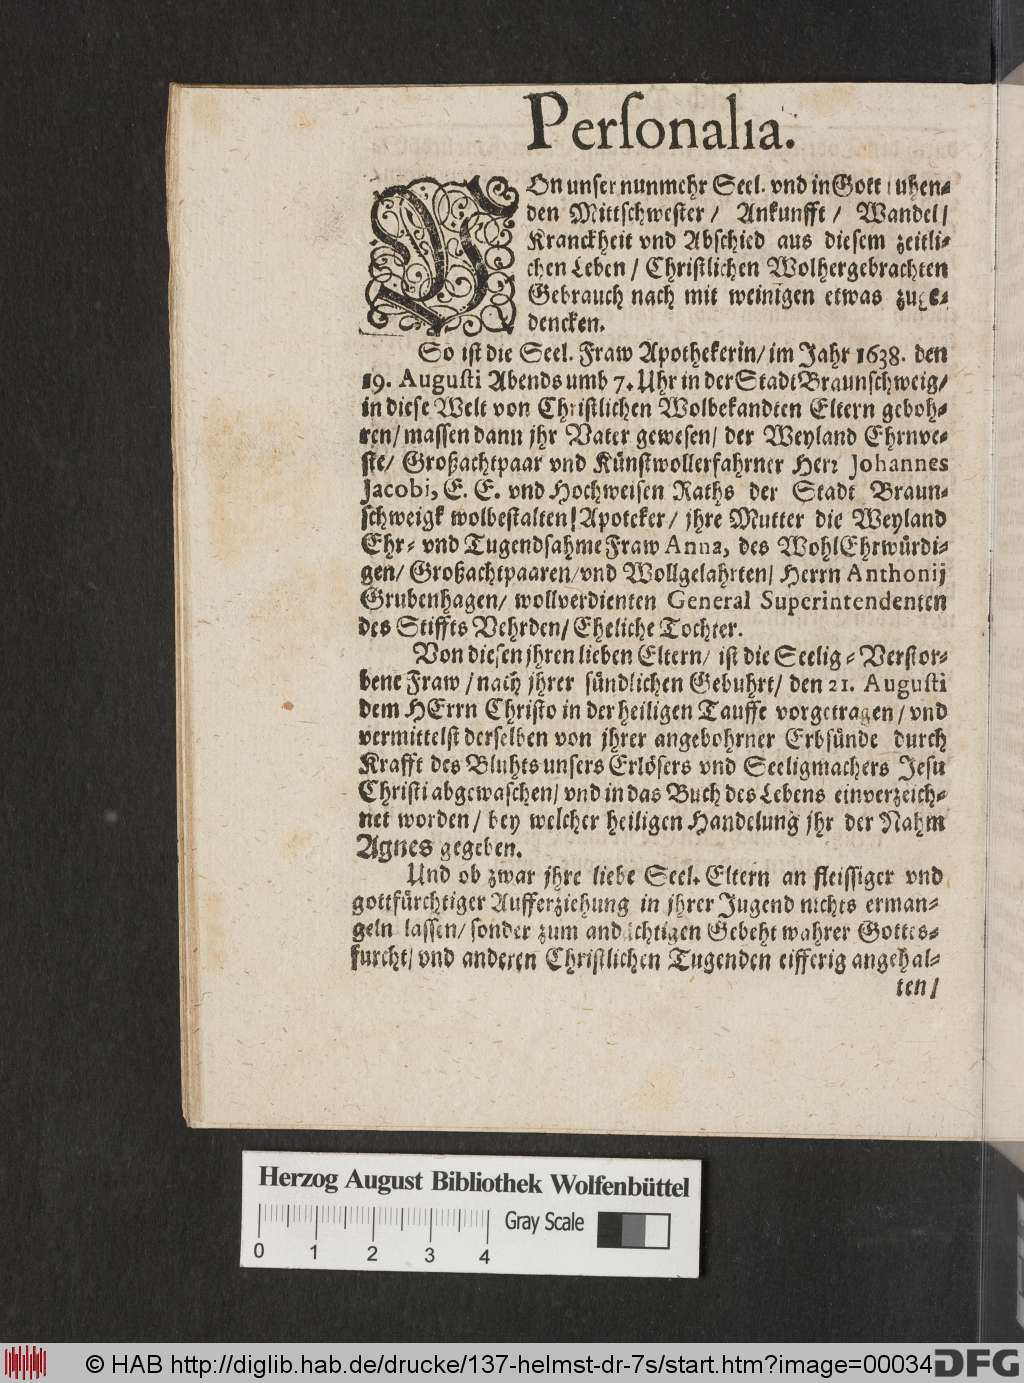 Personalia.
VOn unser nunmehr Seel. vnd in Gott ruhen-
den Mittschwester / Ankunfft / Wandel /
Kranckheit vnd Abschied aus diesem zeitli-
chen Leben / Christlichen Wolhergebrachten
Gebrauch nach mit weinigen etwas zuge-
dencken.
So ist die Seel. Fraw Apothekerin / im Jahr 1638. den
19. Augusti Abends umb 7. Uhr in der Stadt Braunschweig /
in diese Welt von Christlichen Wolbekandten Eltern geboh-
ren / massen dann jhr Vater gewesen / der Weyland Ehrnve-
ste / Großachtpaar vnd Künstwollerfahrner Herr Johannes
Jacobi, E. E. vnd Hochweisen Raths der Stadt Braun-
schweigk wolbestalten Apoteker / jhre Mutter die Weyland
Ehr- vnd Tugendsahme Fraw Anna, des WohlEhrwürdi-
gen / Großachtpaaren / vnd Wollgelahrten / Herrn Anthonij
Grubenhagen / wollverdienten General Superintendenten
des Stiffts Vehrden / Eheliche Tochter.
Von diesen jhren lieben Eltern / ist die Seelig-Verstor-
bene Fraw / nach jhrer sündlichen Gebuhrt / den 21. Augusti
dem HErrn Christo in der heiligen Tauffe vorgetragen / vnd
vermittelst derselben von jhrer angebohrner Erbsünde durch
Krafft des Bluhts unsers Erlösers vnd Seeligmachers Jesu
Christi abgewaschen / vnd in das Buch des Lebens einverzeich-
net worden / bey welcher heiligen Handelung jhr der Nahm
Agnes gegeben.
Und ob zwar jhre liebe Seel. Eltern an fleissiger vnd
gottfürchtiger Aufferziehung in jhrer Jugend nichts erman-
geln lassen / sonder zum andächtigen Gebeht wahrer Gottes-
furcht / vnd anderen Christlichen Tugenden eifferig angehal-
ten /
Herzog August Bibliothek Wolfenbüttel
Gray Scale
0 1 2 3 4
© HAB http://diglib.hab.de/drucke/137-helmst-dr-7s/start.htm?image=00034
DFG